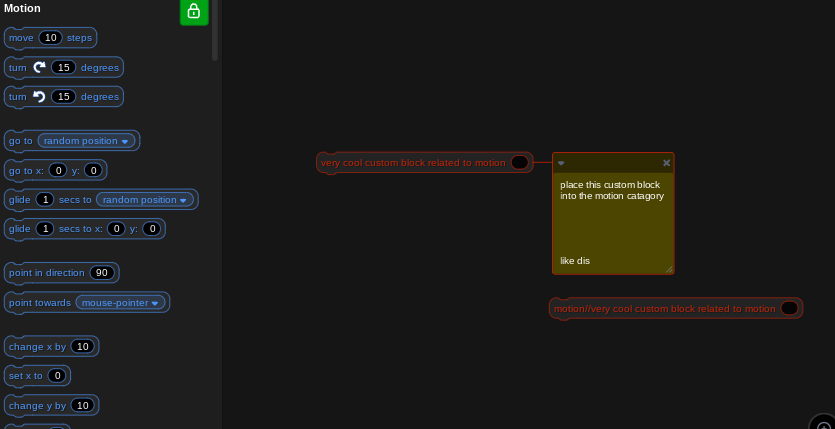 Motion
move 10 steps
turn 15 degrees
turn 15 degrees
go to random position
go to x: 0 y: 0
glide 1 secs to random position
glide 1 secs to x: 0 y: 0
point in direction 90
point towards mouse-pointer
change x by 10
set x to 0
change y by 10
very cool custom block related to motion
place this custom block
into the motion catagory
like dis
motion//very cool custom block related to motion